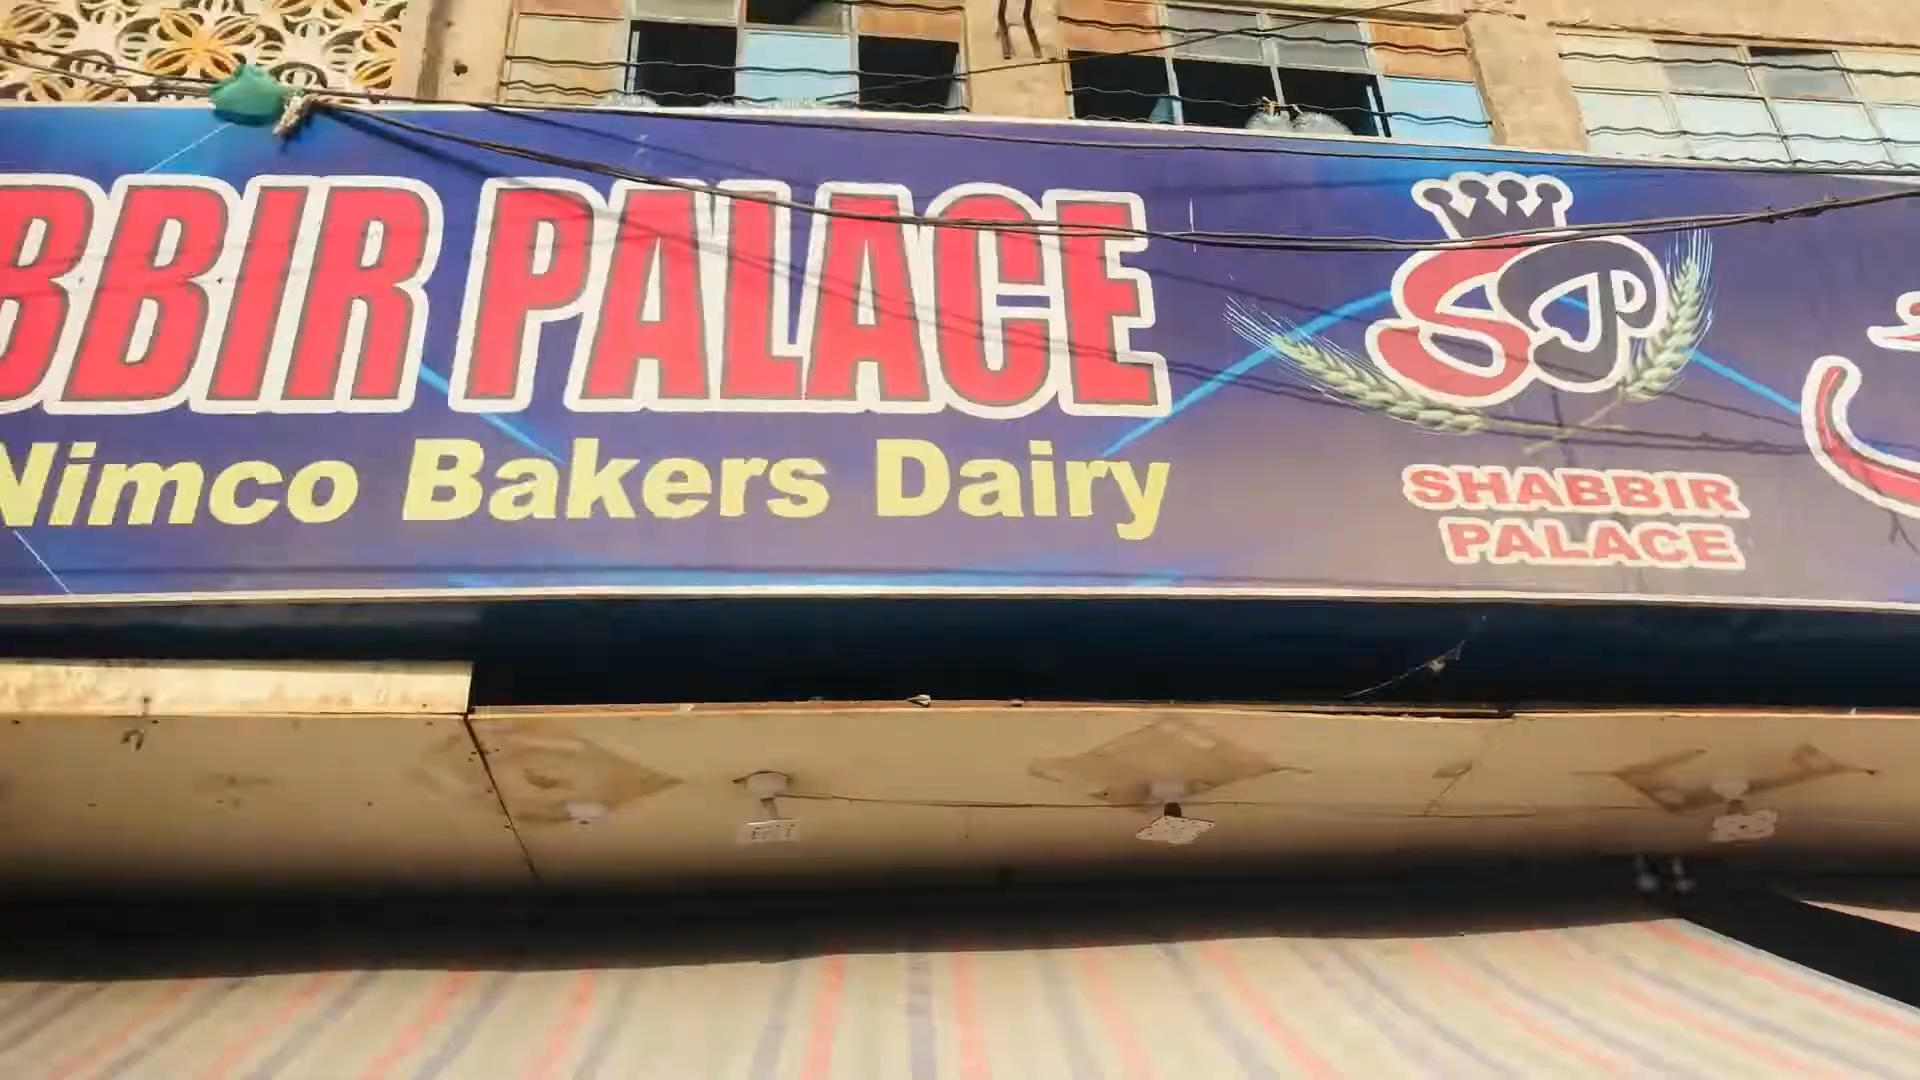 BBIR PALACE
Nimco Bakers Dairy
SP
SHABBIR
PALACE